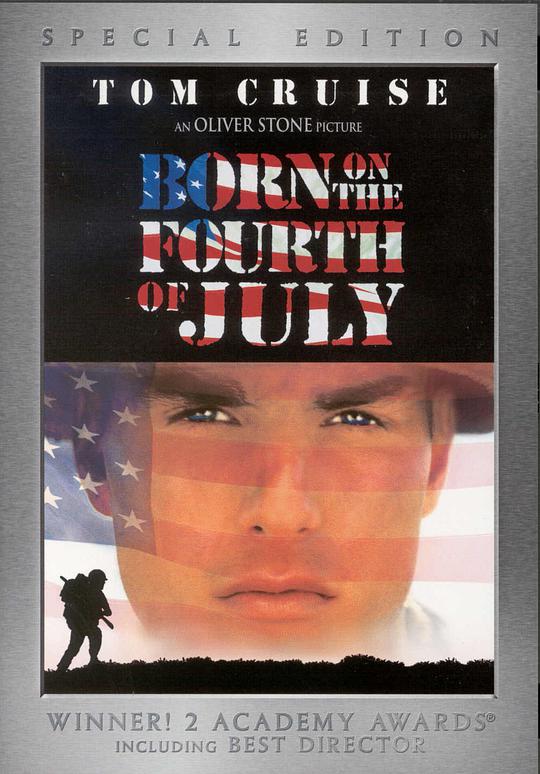 SPECIAL EDITION
TOM CRUISE
AN OLIVER STONE PICTURE
BORN ON THE
FOURTH
OF JULY
WINNER! 2 ACADEMY AWARDS®
INCLUDING BEST DIRECTOR